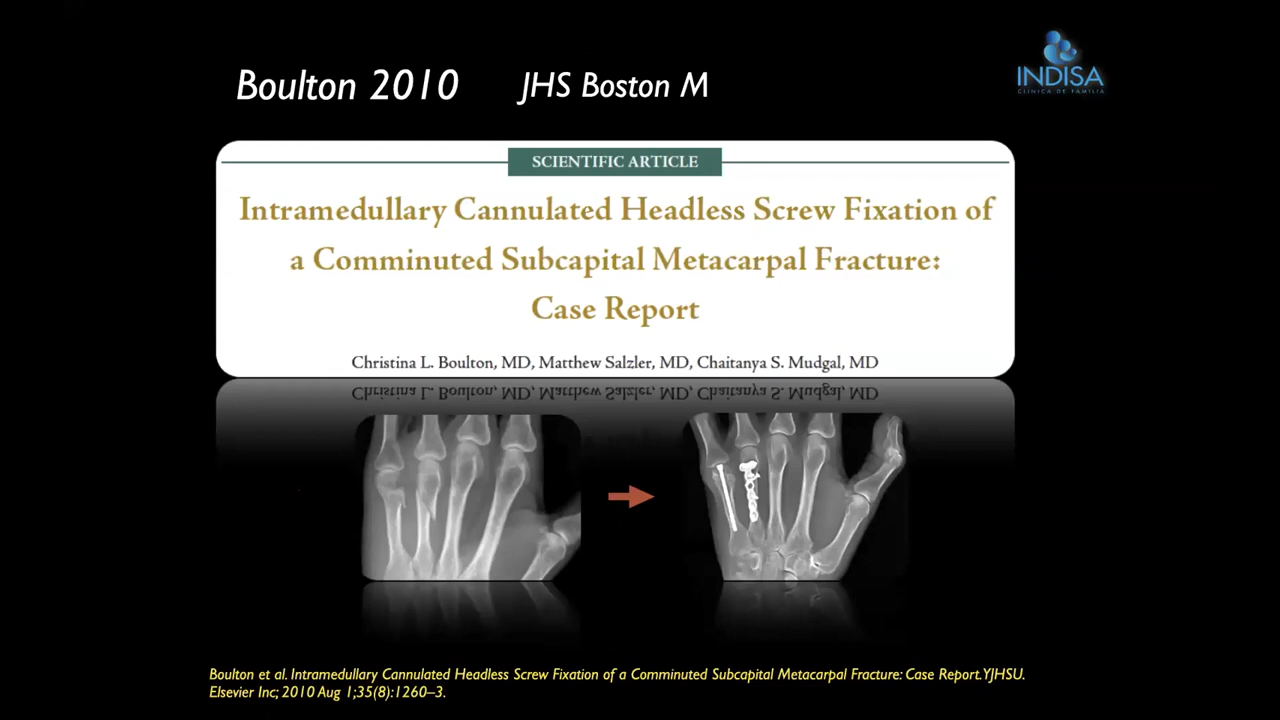 Boulton 2010 JHS Boston M
INDISA
CLÍNICA DE FAMILIA
SCIENTIFIC ARTICLE
Intramedullary Cannulated Headless Screw Fixation of
a Comminuted Subcapital Metacarpal Fracture:
Case Report
Christina L. Boulton, MD, Matthew Salzler, MD, Chaitanya S. Mudgal, MD
Boulton et al. Intramedullary Cannulated Headless Screw Fixation of a Comminuted Subcapital Metacarpal Fracture: Case Report. YJHSU.
Elsevier Inc; 2010 Aug 1;35(8):1260–3.